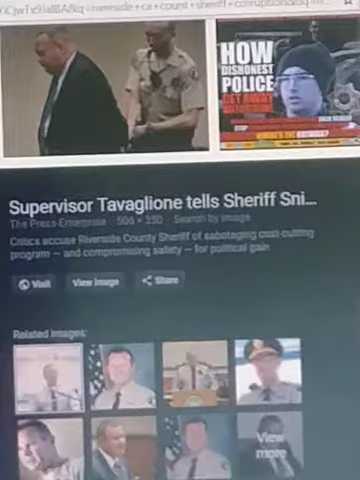 riverside + ca + count + sheriff + corruption
HOW
DISHONEST
POLICE
GET AWAY
Supervisor Tavaglione tells Sheriff Sni...
The Press-Enterprise 506 × 350 Search by image
Critics accuse Riverside County Sheriff of sabotaging cost-cutting
program — and compromising safety — for political gain
Visit View image Share
Related images:
View
more